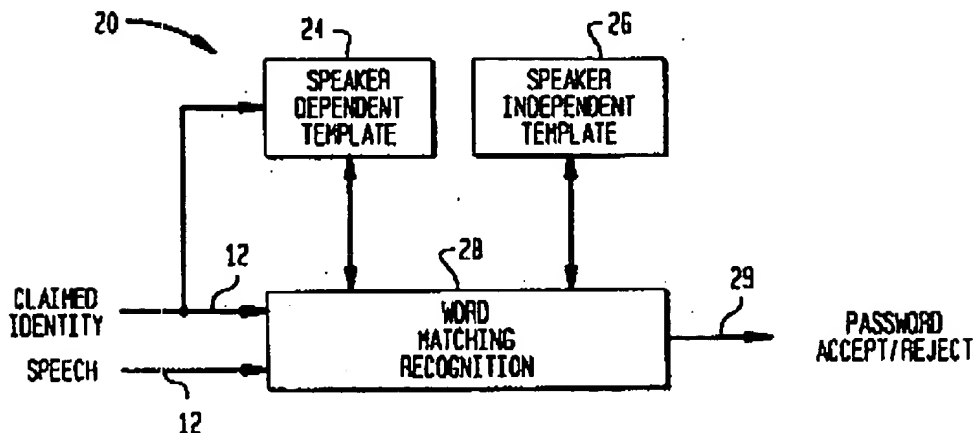 20
24
26
SPEAKER
DEPENDENT
TEMPLATE
SPEAKER
INDEPENDENT
TEMPLATE
12
28
29
CLAIMED
IDENTITY
SPEECH
12
WORD
MATCHING
RECOGNITION
PASSWORD
ACCEPT/REJECT